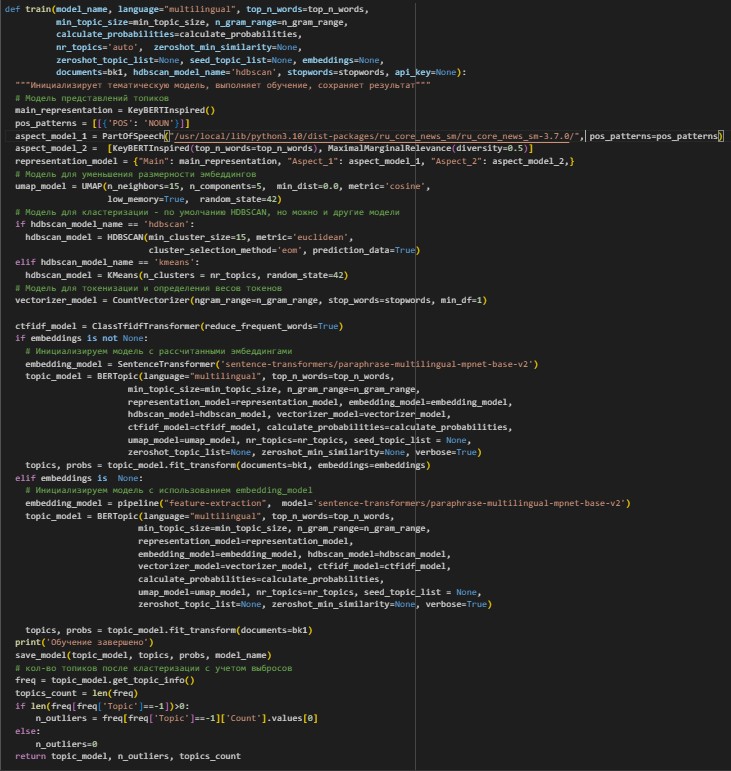 def train(model_name, language="multilingual", top_n_words=top_n_words,
          min_topic_size=min_topic_size, n_gram_range=n_gram_range,
          calculate_probabilities=calculate_probabilities,
          nr_topics='auto',  zeroshot_min_similarity=None,
          zeroshot_topic_list=None, seed_topic_list=None, embeddings=None,
          documents=bk1, hdbscan_model_name='hdbscan', stopwords=stopwords, api_key=None):
  """Инициализирует тематическую модель, выполняет обучение, сохраняет результат"""
  # Модель представлений топиков
  main_representation = KeyBERTInspired()
  pos_patterns = [[{'POS': 'NOUN'}]]
  aspect_model_1 = PartOfSpeech("/usr/local/lib/python3.10/dist-packages/ru_core_news_sm/ru_core_news_sm-3.7.0/", pos_patterns=pos_patterns)
  aspect_model_2 =  [KeyBERTInspired(top_n_words=top_n_words), MaximalMarginalRelevance(diversity=0.5)]
  representation_model = {"Main": main_representation, "Aspect_1": aspect_model_1, "Aspect_2": aspect_model_2,}
  # Модель для уменьшения размерности эмбеддингов
  umap_model = UMAP(n_neighbors=15, n_components=5,  min_dist=0.0, metric='cosine',
                    low_memory=True,  random_state=42)
  # Модель для кластеризации - по умолчанию HDBSCAN, но можно и другие модели
  if hdbscan_model_name == 'hdbscan':
    hdbscan_model = HDBSCAN(min_cluster_size=15, metric='euclidean',
                            cluster_selection_method='eom', prediction_data=True)
  elif hdbscan_model_name == 'kmeans':
    hdbscan_model = KMeans(n_clusters = nr_topics, random_state=42)
  # Модель для токенизации и определения весов токенов
  vectorizer_model = CountVectorizer(ngram_range=n_gram_range, stop_words=stopwords, min_df=1)

  ctfidf_model = ClassTfidfTransformer(reduce_frequent_words=True)
  if embeddings is not None:
    # Инициализируем модель с рассчитанными эмбеддингами
    embedding_model = SentenceTransformer('sentence-transformers/paraphrase-multilingual-mpnet-base-v2')
    topic_model = BERTopic(language="multilingual", top_n_words=top_n_words,
                        min_topic_size=min_topic_size, n_gram_range=n_gram_range,
                        representation_model=representation_model, embedding_model=embedding_model,
                        hdbscan_model=hdbscan_model, vectorizer_model=vectorizer_model,
                        ctfidf_model=ctfidf_model, calculate_probabilities=calculate_probabilities,
                        umap_model=umap_model, nr_topics=nr_topics, seed_topic_list = None,
                        zeroshot_topic_list=None, zeroshot_min_similarity=None, verbose=True)
    topics, probs = topic_model.fit_transform(documents=bk1, embeddings=embeddings)
  elif embeddings is  None:
    # Инициализируем модель с использованием embedding_model
    embedding_model = pipeline("feature-extraction",  model='sentence-transformers/paraphrase-multilingual-mpnet-base-v2')
    topic_model = BERTopic(language="multilingual", top_n_words=top_n_words,
                          min_topic_size=min_topic_size, n_gram_range=n_gram_range,
                          representation_model=representation_model,
                          embedding_model=embedding_model, hdbscan_model=hdbscan_model,
                          vectorizer_model=vectorizer_model, ctfidf_model=ctfidf_model,
                          calculate_probabilities=calculate_probabilities,
                          umap_model=umap_model, nr_topics=nr_topics, seed_topic_list = None,
                          zeroshot_topic_list=None, zeroshot_min_similarity=None, verbose=True)

    topics, probs = topic_model.fit_transform(documents=bk1)
  print('Обучение завершено')
  save_model(topic_model, topics, probs, model_name)
  # кол-во топиков после кластеризации с учетом выбросов
  freq = topic_model.get_topic_info()
  topics_count = len(freq)
  if len(freq[freq['Topic']==-1])>0:
      n_outliers = freq[freq['Topic']==-1]['Count'].values[0]
  else:
      n_outliers=0
  return topic_model, n_outliers, topics_count